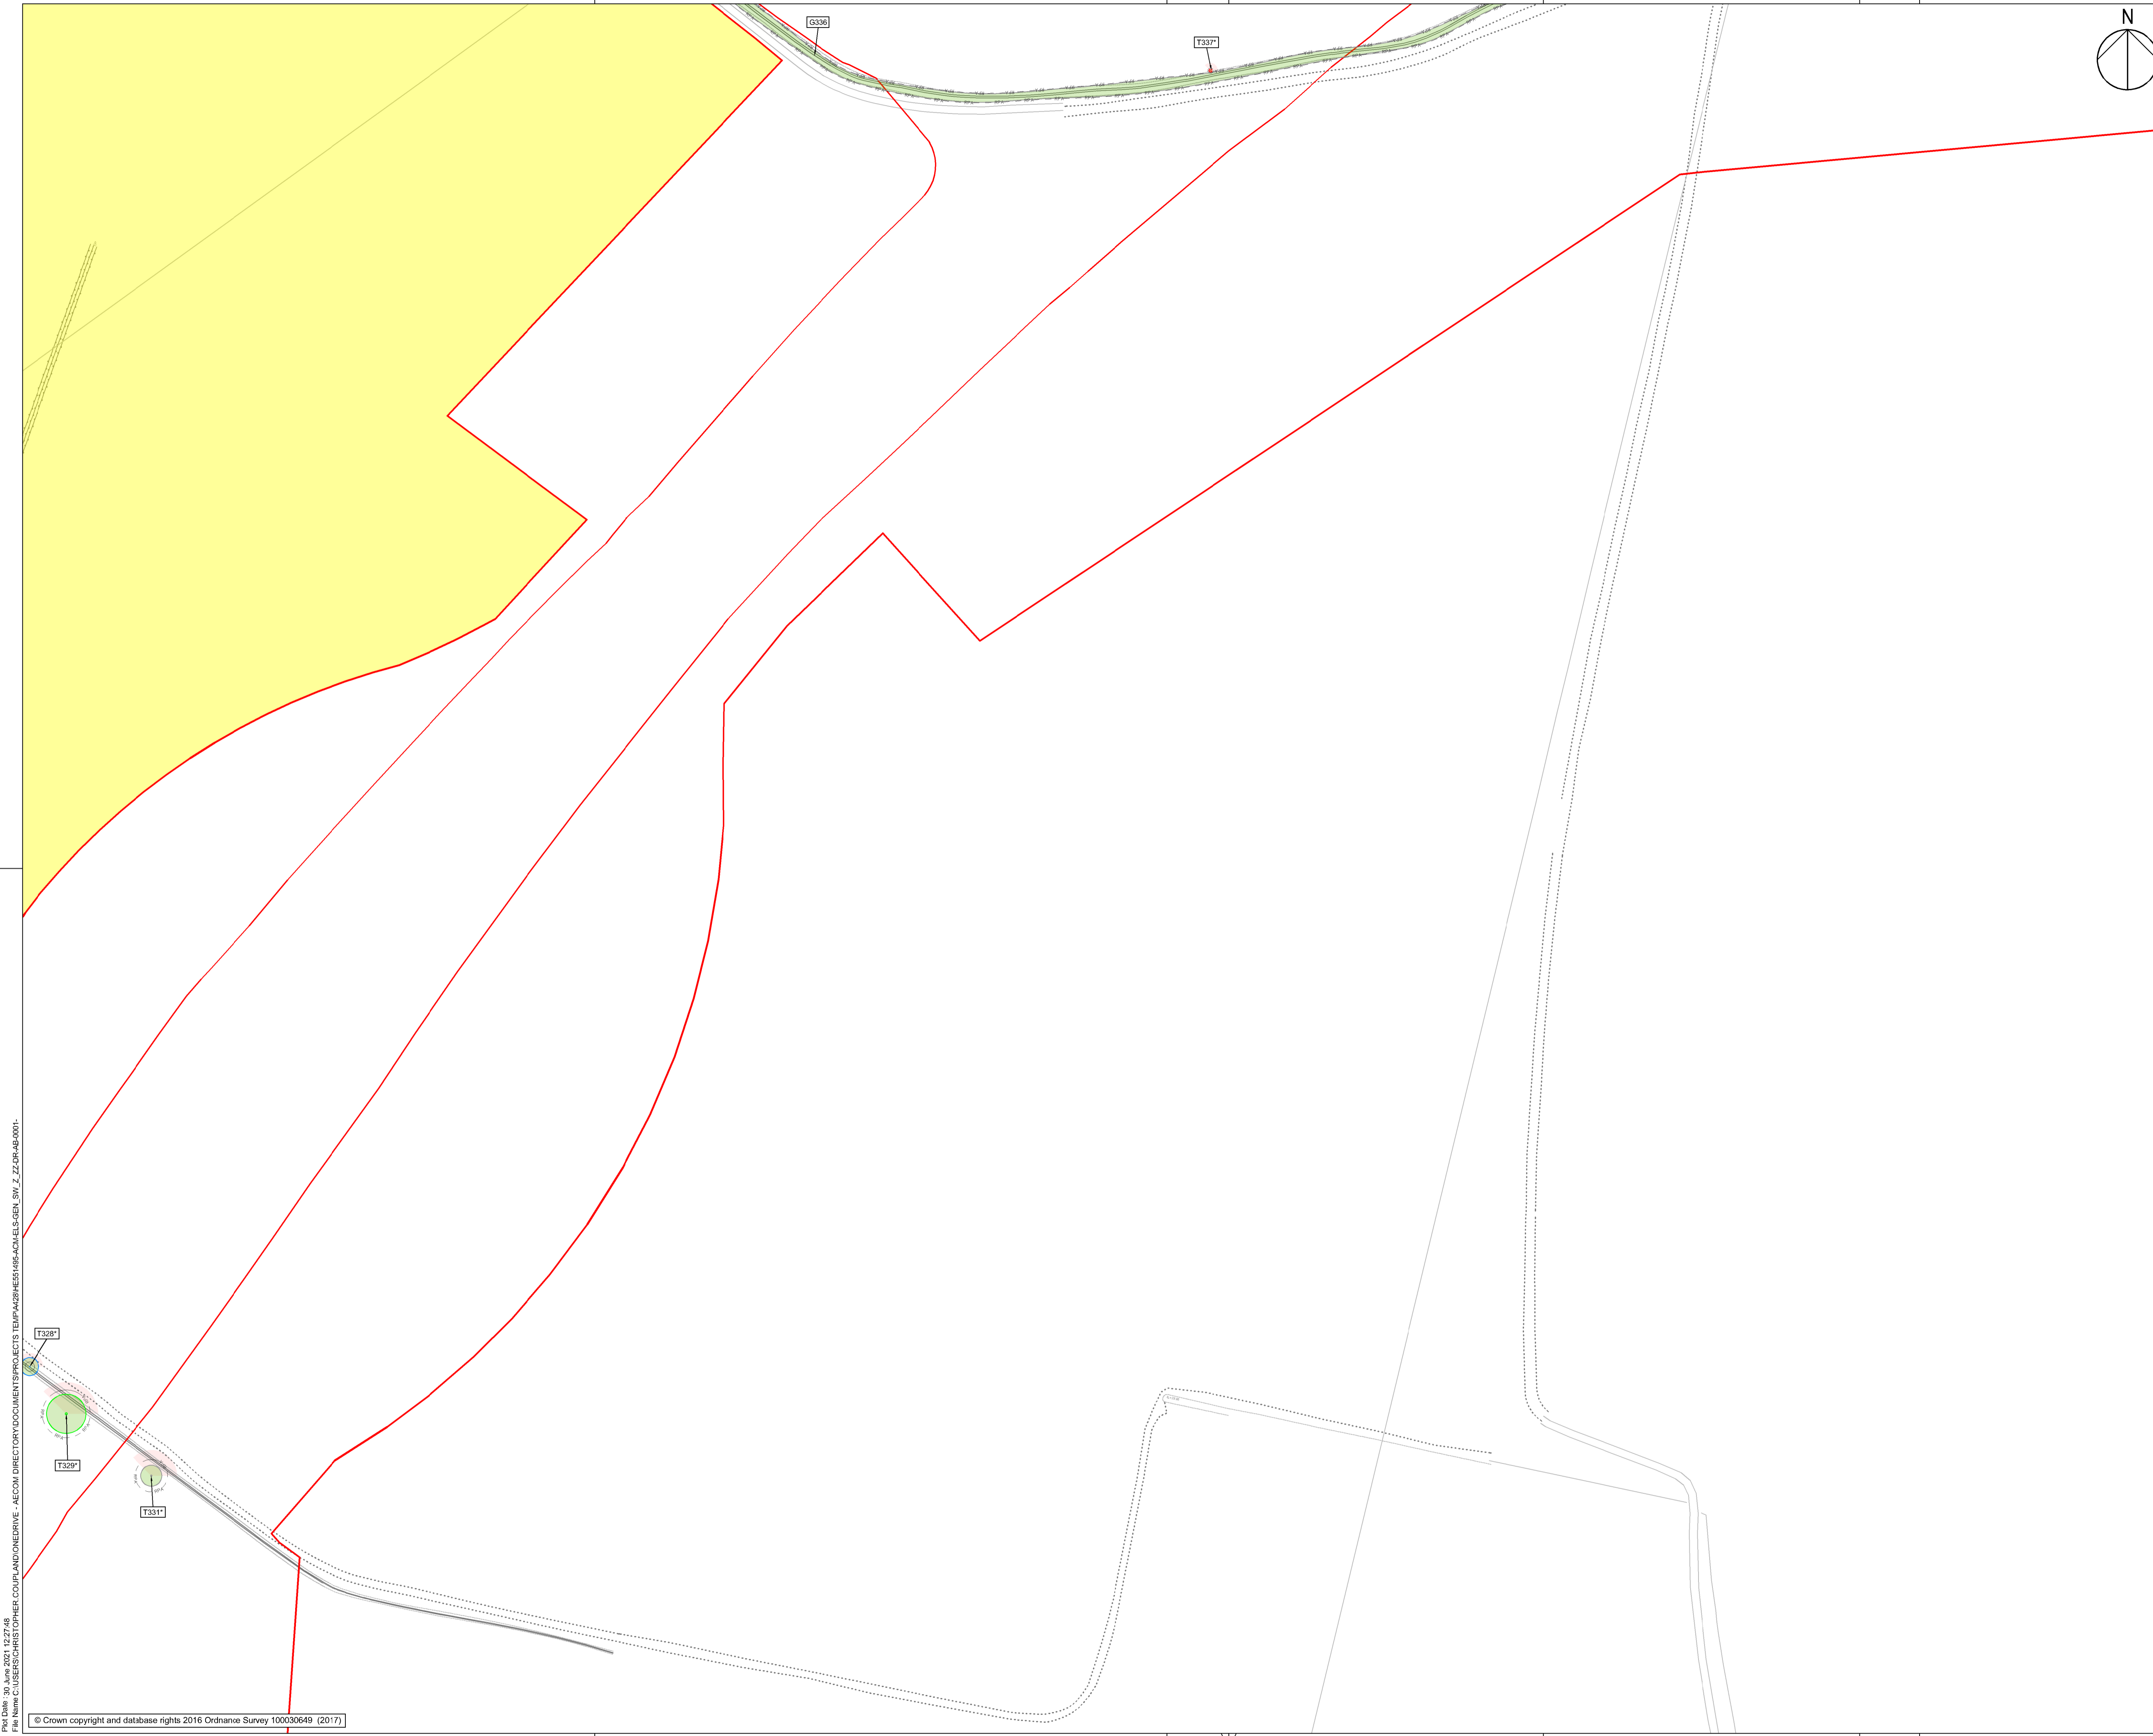 G336
T337*
N
T328*
T329*
T331*
RPA
© Crown copyright and database rights 2016 Ordnance Survey 100030649 (2017)
Plot Date : 30 June 2021 12:27:48
File Name C:\USERS\CHRISTOPHER.COUPLAND\ONEDRIVE - AECOM DIRECTORY\DOCUMENTS\PROJECTS TEMP\A428\HE551495-ACM-ELS-GEN_SW_Z_ZZ-DR-AB-0001-